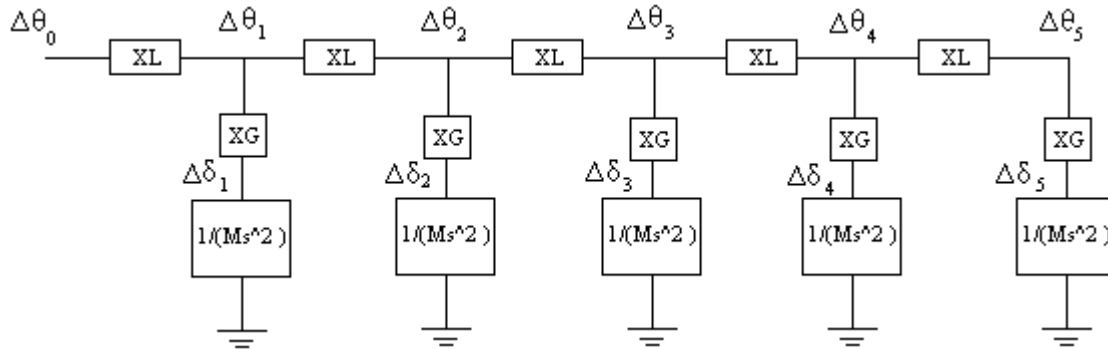 Δθ₀ Δθ₁ Δθ₂ Δθ₃ Δθ₄ Δθ₅
XL XL XL XL XL
XG XG XG XG XG
Δδ₁ Δδ₂ Δδ₃ Δδ₄ Δδ₅
1/(Ms^2 ) 1/(Ms^2 ) 1/(Ms^2 ) 1/(Ms^2 ) 1/(Ms^2 )